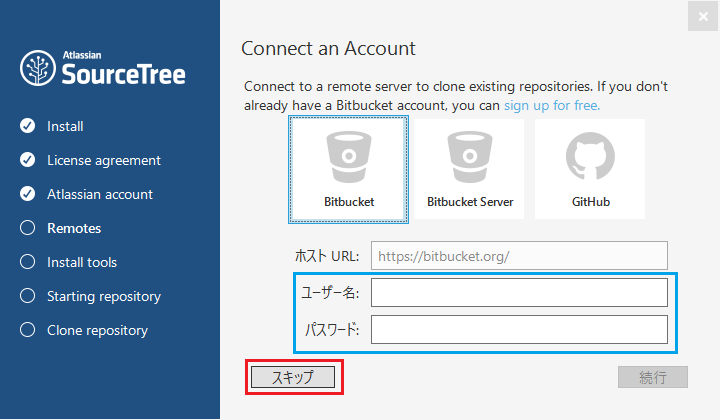 Atlassian
SourceTree
Install
License agreement
Atlassian account
Remotes
Install tools
Starting repository
Clone repository
Connect an Account
Connect to a remote server to clone existing repositories. If you don't
already have a Bitbucket account, you can sign up for free.
Bitbucket
Bitbucket Server
GitHub
ホスト URL:
https://bitbucket.org/
ユーザー名:
パスワード:
スキップ
続行